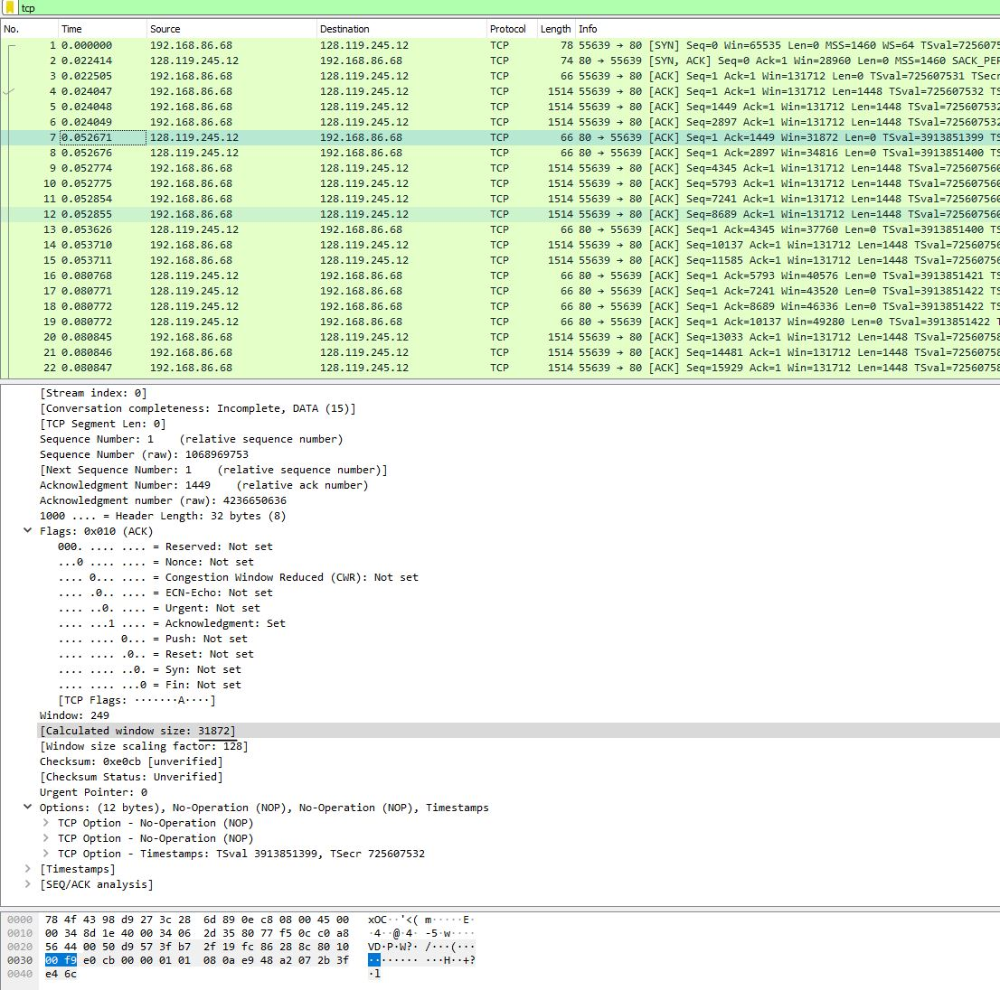 tcp
No. Time Source Destination Protocol Length Info
1 0.000000 192.168.86.68 128.119.245.12 TCP 78 55639 → 80 [SYN] Seq=0 Win=65535 Len=0 MSS=1460 WS=64 TSval=7256075
2 0.022414 128.119.245.12 192.168.86.68 TCP 74 80 → 55639 [SYN, ACK] Seq=0 Ack=1 Win=28960 Len=0 MSS=1460 SACK_PER
3 0.022505 192.168.86.68 128.119.245.12 TCP 66 55639 → 80 [ACK] Seq=1 Ack=1 Win=131712 Len=0 TSval=725607531 TSecr
4 0.024047 192.168.86.68 128.119.245.12 TCP 1514 55639 → 80 [ACK] Seq=1 Ack=1 Win=131712 Len=1448 TSval=725607532 TS
5 0.024048 192.168.86.68 128.119.245.12 TCP 1514 55639 → 80 [ACK] Seq=1449 Ack=1 Win=131712 Len=1448 TSval=725607532
6 0.024049 192.168.86.68 128.119.245.12 TCP 1514 55639 → 80 [ACK] Seq=2897 Ack=1 Win=131712 Len=1448 TSval=725607532
7 0.052671 128.119.245.12 192.168.86.68 TCP 66 80 → 55639 [ACK] Seq=1 Ack=1449 Win=31872 Len=0 TSval=3913851399 TS
8 0.052676 128.119.245.12 192.168.86.68 TCP 66 80 → 55639 [ACK] Seq=1 Ack=2897 Win=34816 Len=0 TSval=3913851400 TS
9 0.052774 192.168.86.68 128.119.245.12 TCP 1514 55639 → 80 [ACK] Seq=4345 Ack=1 Win=131712 Len=1448 TSval=725607560
10 0.052775 192.168.86.68 128.119.245.12 TCP 1514 55639 → 80 [ACK] Seq=5793 Ack=1 Win=131712 Len=1448 TSval=725607560
11 0.052854 192.168.86.68 128.119.245.12 TCP 1514 55639 → 80 [ACK] Seq=7241 Ack=1 Win=131712 Len=1448 TSval=725607560
12 0.052855 192.168.86.68 128.119.245.12 TCP 1514 55639 → 80 [ACK] Seq=8689 Ack=1 Win=131712 Len=1448 TSval=725607560
13 0.053626 128.119.245.12 192.168.86.68 TCP 66 80 → 55639 [ACK] Seq=1 Ack=4345 Win=37760 Len=0 TSval=3913851400 TS
14 0.053710 192.168.86.68 128.119.245.12 TCP 1514 55639 → 80 [ACK] Seq=10137 Ack=1 Win=131712 Len=1448 TSval=72560756
15 0.053711 192.168.86.68 128.119.245.12 TCP 1514 55639 → 80 [ACK] Seq=11585 Ack=1 Win=131712 Len=1448 TSval=72560756
16 0.080768 128.119.245.12 192.168.86.68 TCP 66 80 → 55639 [ACK] Seq=1 Ack=5793 Win=40576 Len=0 TSval=3913851421 TS
17 0.080771 128.119.245.12 192.168.86.68 TCP 66 80 → 55639 [ACK] Seq=1 Ack=7241 Win=43520 Len=0 TSval=3913851422 TS
18 0.080772 128.119.245.12 192.168.86.68 TCP 66 80 → 55639 [ACK] Seq=1 Ack=8689 Win=46336 Len=0 TSval=3913851422 TS
19 0.080772 128.119.245.12 192.168.86.68 TCP 66 80 → 55639 [ACK] Seq=1 Ack=10137 Win=49280 Len=0 TSval=3913851422 T
20 0.080845 192.168.86.68 128.119.245.12 TCP 1514 55639 → 80 [ACK] Seq=13033 Ack=1 Win=131712 Len=1448 TSval=72560758
21 0.080846 192.168.86.68 128.119.245.12 TCP 1514 55639 → 80 [ACK] Seq=14481 Ack=1 Win=131712 Len=1448 TSval=72560758
22 0.080847 192.168.86.68 128.119.245.12 TCP 1514 55639 → 80 [ACK] Seq=15929 Ack=1 Win=131712 Len=1448 TSval=72560758
[Stream index: 0]
[Conversation completeness: Incomplete, DATA (15)]
[TCP Segment Len: 0]
Sequence Number: 1 (relative sequence number)
Sequence Number (raw): 1068969753
[Next Sequence Number: 1 (relative sequence number)]
Acknowledgment Number: 1449 (relative ack number)
Acknowledgment number (raw): 4236650636
1000 .... = Header Length: 32 bytes (8)
Flags: 0x010 (ACK)
000. .... .... = Reserved: Not set
...0 .... .... = Nonce: Not set
.... 0... .... = Congestion Window Reduced (CWR): Not set
.... .0.. .... = ECN-Echo: Not set
.... ..0. .... = Urgent: Not set
.... ...1 .... = Acknowledgment: Set
.... .... 0... = Push: Not set
.... .... .0.. = Reset: Not set
.... .... ..0. = Syn: Not set
.... .... ...0 = Fin: Not set
[TCP Flags: ·······A····]
Window: 249
[Calculated window size: 31872]
[Window size scaling factor: 128]
Checksum: 0xe0cb [unverified]
[Checksum Status: Unverified]
Urgent Pointer: 0
Options: (12 bytes), No-Operation (NOP), No-Operation (NOP), Timestamps
TCP Option - No-Operation (NOP)
TCP Option - No-Operation (NOP)
TCP Option - Timestamps: TSval 3913851399, TSecr 725607532
[Timestamps]
[SEQ/ACK analysis]
0000 78 4f 43 98 d9 27 3c 28 6d 89 0e c8 08 00 45 00 xOC··'<( m·····E·
0010 00 34 8d 1e 40 00 34 06 2d 35 80 77 f5 0c c0 a8 ·4··@·4· -5·w····
0020 56 44 00 50 d9 57 3f b7 2f 19 fc 86 28 8c 80 10 VD·P·W?· /···(···
0030 00 f9 e0 cb 00 00 01 01 08 0a e9 48 a2 07 2b 3f ········ ···H··+?
0040 e4 6c ·l